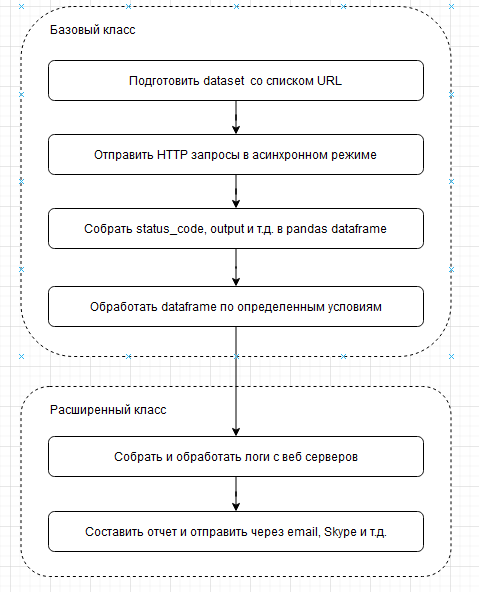 Базовый класс
Подготовить dataset со списком URL
Отправить HTTP запросы в асинхронном режиме
Собрать status_code, output и т.д. в pandas dataframe
Обработать dataframe по определенным условиям
Расширенный класс
Собрать и обработать логи с веб серверов
Составить отчет и отправить через email, Skype и т.д.